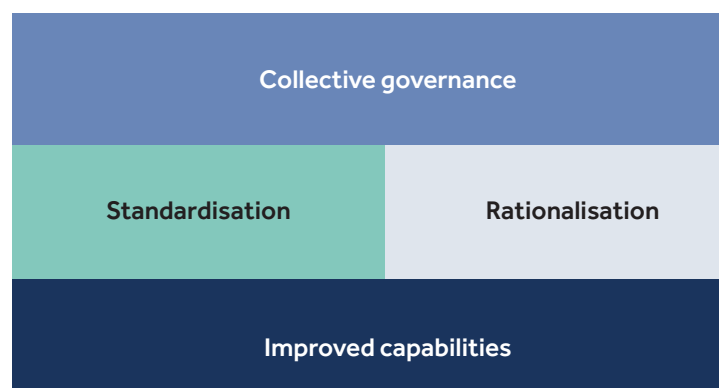 Collective governance
Standardisation
Rationalisation
Improved capabilities